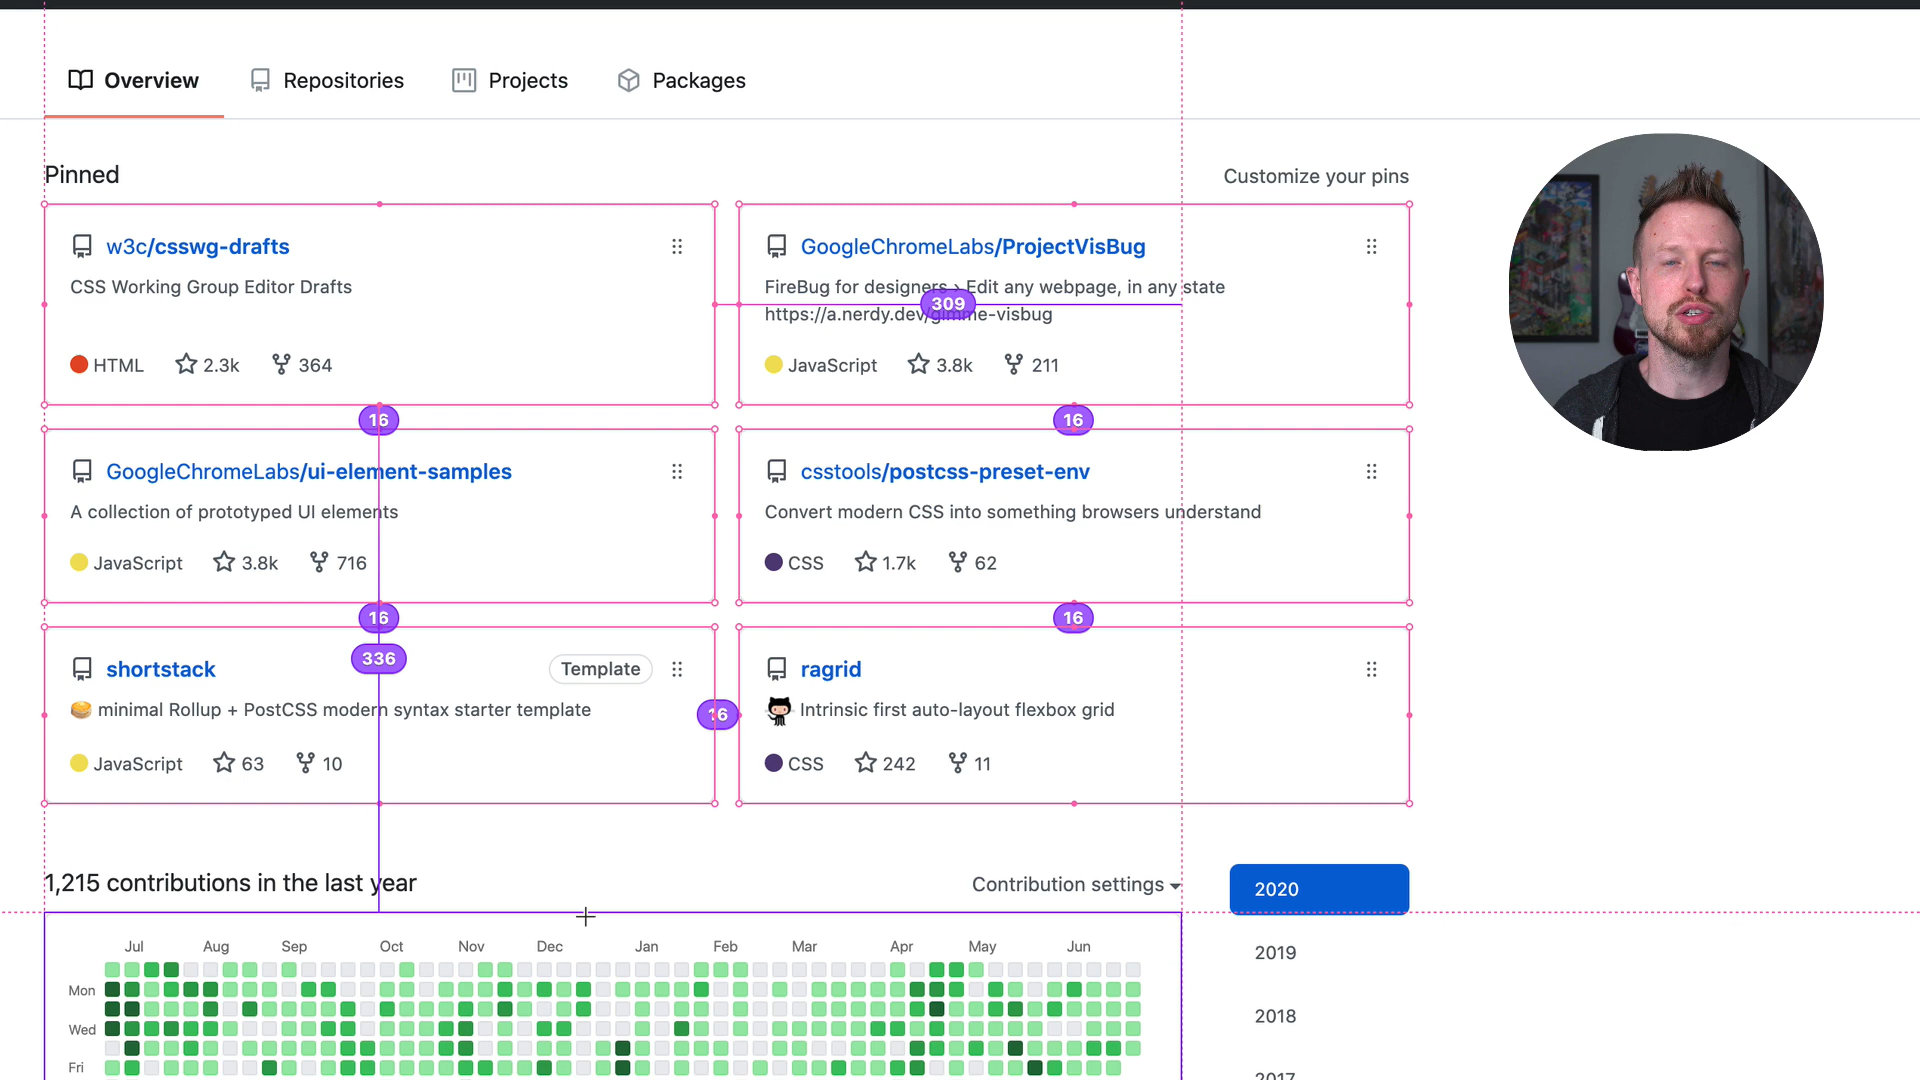 Overview Repositories Projects Packages
Pinned
Customize your pins
w3c/csswg-drafts
CSS Working Group Editor Drafts
HTML 2.3k 364
GoogleChromeLabs/ProjectVisBug
FireBug for designers › Edit any webpage, in any state
309
https://a.nerdy.dev/gimme-visbug
JavaScript 3.8k 211
16
16
GoogleChromeLabs/ui-element-samples
A collection of prototyped UI elements
JavaScript 3.8k 716
csstools/postcss-preset-env
Convert modern CSS into something browsers understand
CSS 1.7k 62
16
16
336
shortstack
Template
minimal Rollup + PostCSS modern syntax starter template
JavaScript 63 10
16
ragrid
Intrinsic first auto-layout flexbox grid
CSS 242 11
1,215 contributions in the last year
Contribution settings
Jul Aug Sep Oct Nov Dec Jan Feb Mar Apr May Jun
Mon
Wed
Fri
2020
2019
2018
2017